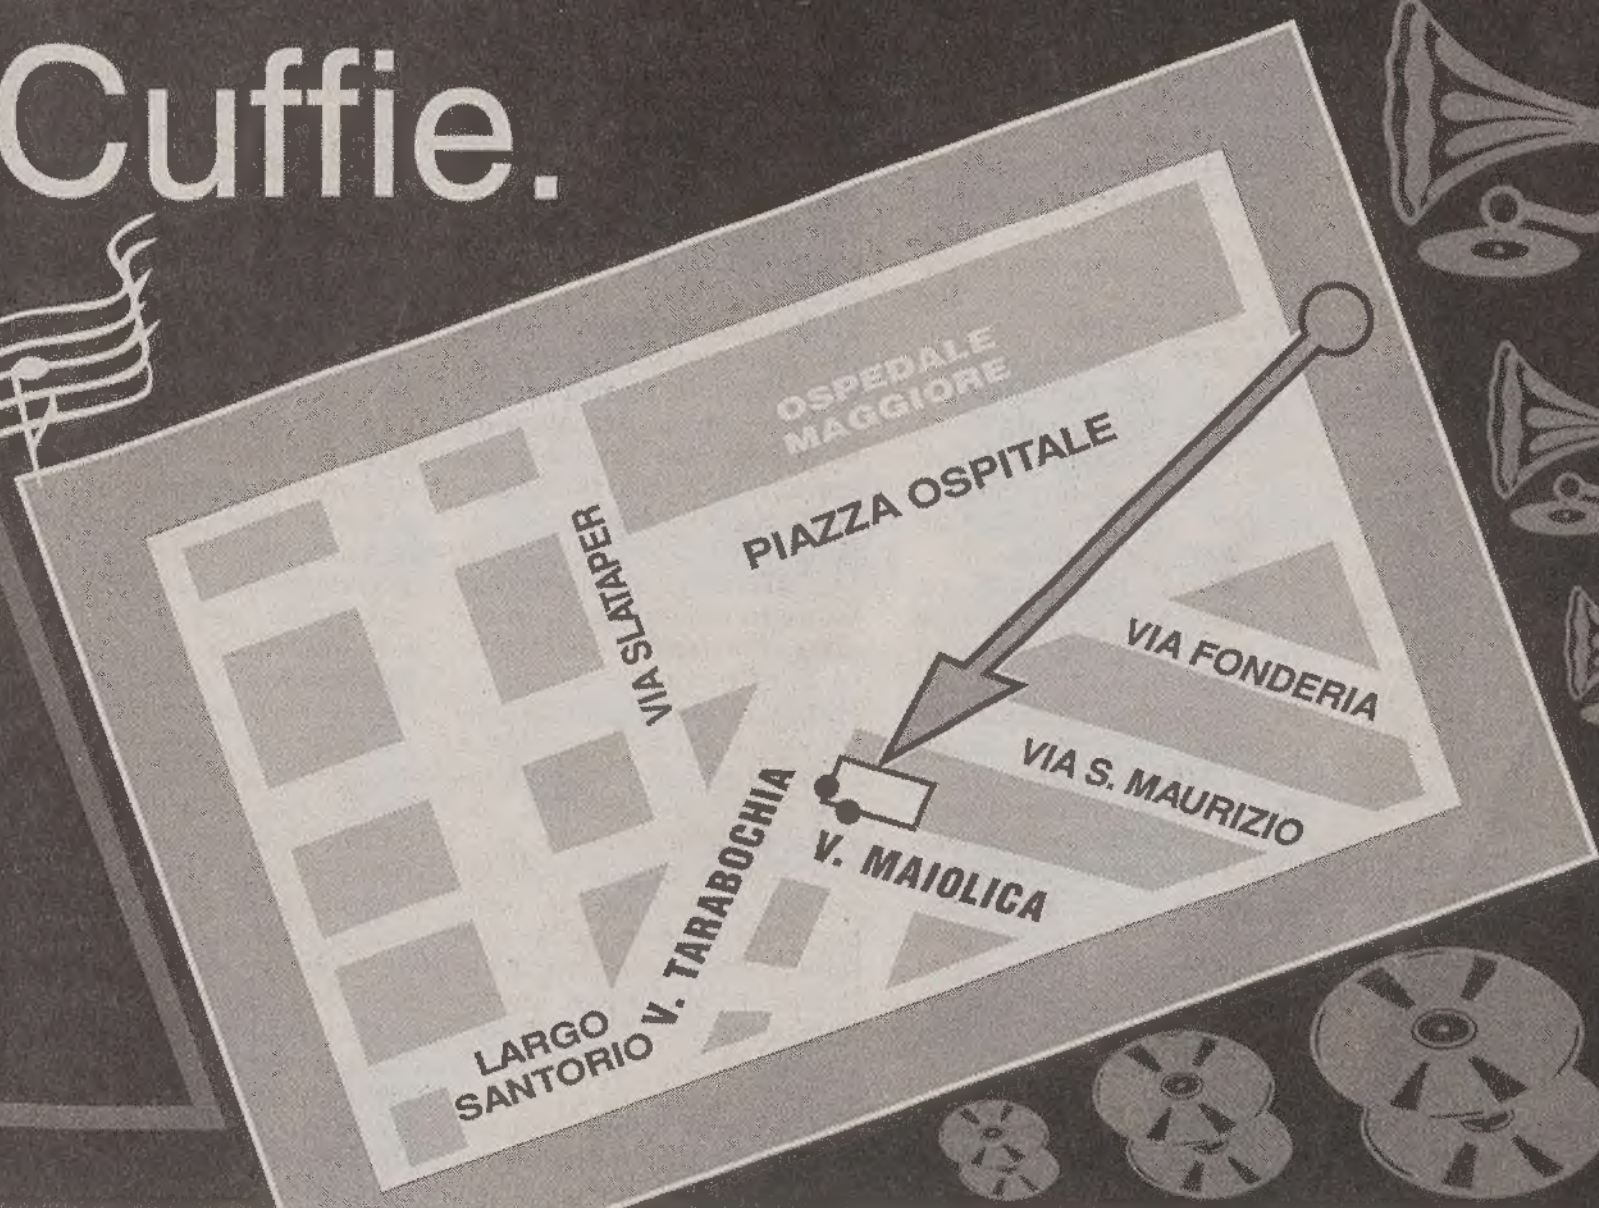 Cuffie.
OSPEDALE
MAGGIORE
PIAZZA OSPITALE
VIA SLATAPER
VIA FONDERIA
VIA S. MAURIZIO
V. MAIOLICA
V. TARABOCHIA
LARGO
SANTORIO